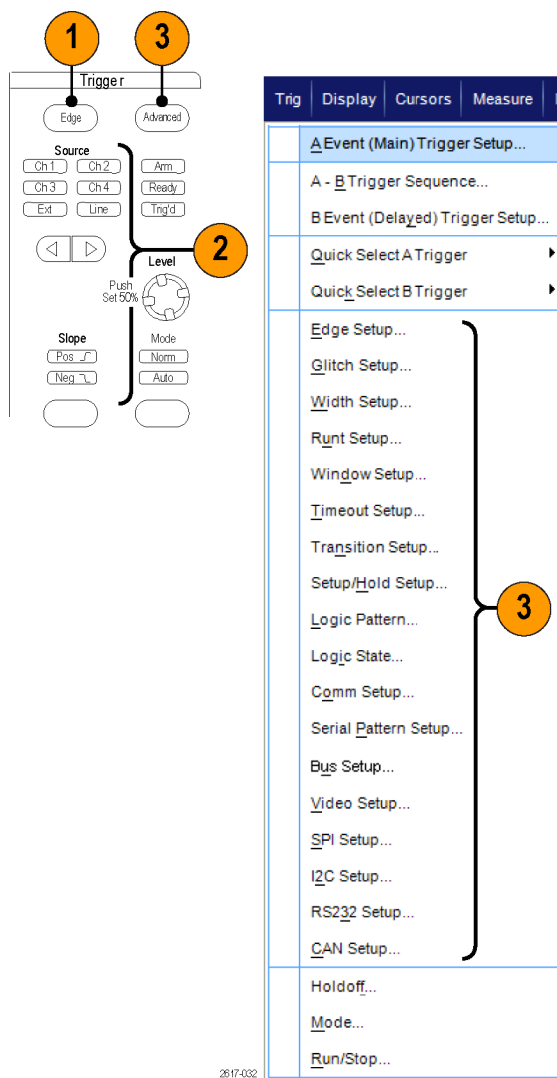 1
3
Trigger
Edge
Advanced
Source
Ch 1 Ch 2
Ch 3 Ch 4
Ext Line
Arm
Ready
Trig'd
2
Level
Push
Set 50%
Slope
Pos
Neg
Mode
Norm
Auto
Trig Display Cursors Measure
A Event (Main) Trigger Setup...
A - B Trigger Sequence...
B Event (Delayed) Trigger Setup...
Quick Select A Trigger
Quick Select B Trigger
Edge Setup...
Glitch Setup...
Width Setup...
Runt Setup...
Window Setup...
Timeout Setup...
Transition Setup...
Setup/Hold Setup...
Logic Pattern...
Logic State...
Comm Setup...
Serial Pattern Setup...
Bus Setup...
Video Setup...
SPI Setup...
I2C Setup...
RS232 Setup...
CAN Setup...
3
Holdoff...
Mode...
Run/Stop...
2617-032